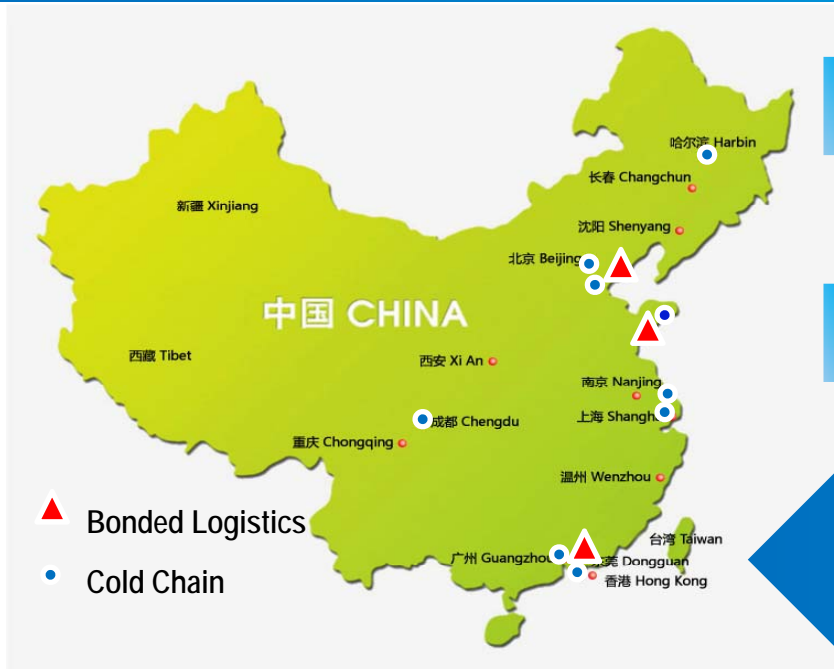 哈尔滨 Harbin
长春 Changchun
新疆 Xinjiang
沈阳 Shenyang
北京 Beijing
中国 CHINA
西藏 Tibet
西安 Xi An
南京 Nanjing
上海 Shangh
成都 Chengdu
重庆 Chongqing
温州 Wenzhou
Bonded Logistics
台湾 Taiwan
广州 Guangzhou
莞 Dongguan
Cold Chain
香港 Hong Kong